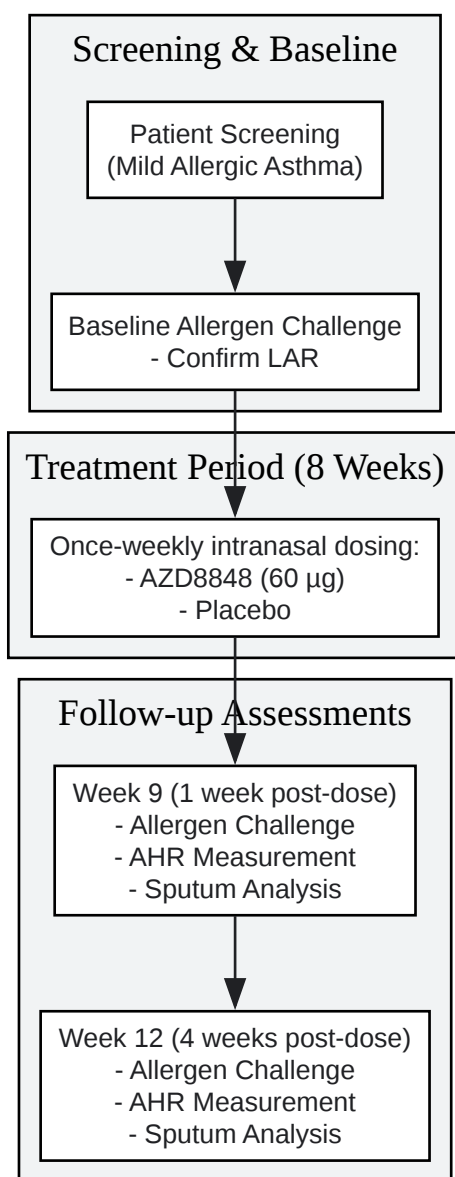 Screening & Baseline
Patient Screening
(Mild Allergic Asthma)
Baseline Allergen Challenge
- Confirm LAR
Treatment Period (8 Weeks)
Once-weekly intranasal dosing:
- AZD8848 (60 µg)
- Placebo
Follow-up Assessments
Week 9 (1 week post-dose)
- Allergen Challenge
- AHR Measurement
- Sputum Analysis
Week 12 (4 weeks post-dose)
- Allergen Challenge
- AHR Measurement
- Sputum Analysis